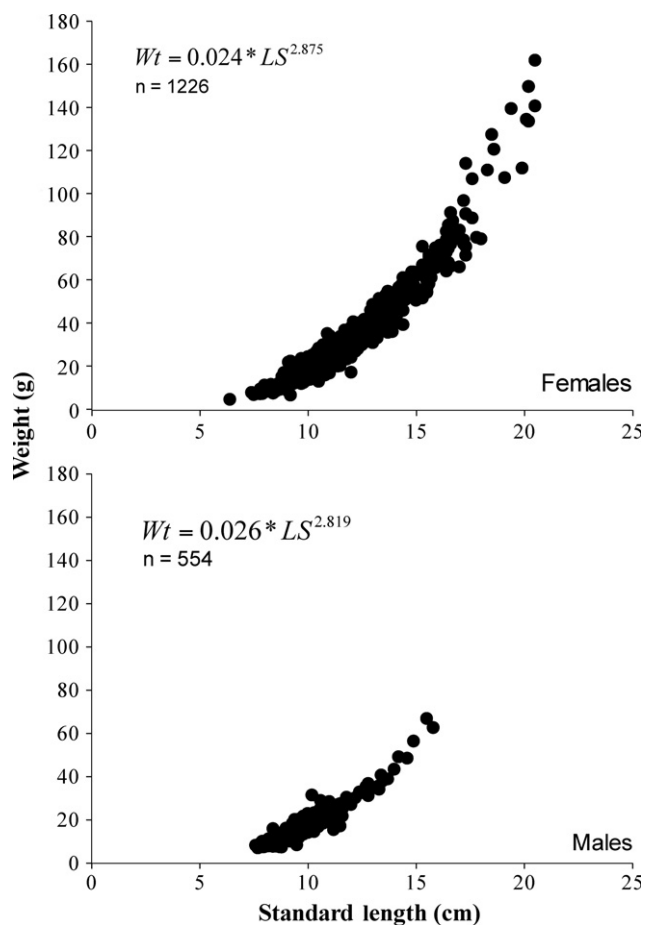 180
Wt = 0.024 * LS^2.875
n = 1226
160
140
120
100
80
60
40
20
0
Females
0 5 10 15 20 25
Weight (g)
180
Wt = 0.026 * LS^2.819
n = 554
160
140
120
100
80
60
40
20
0
Males
0 5 10 15 20 25
Standard length (cm)